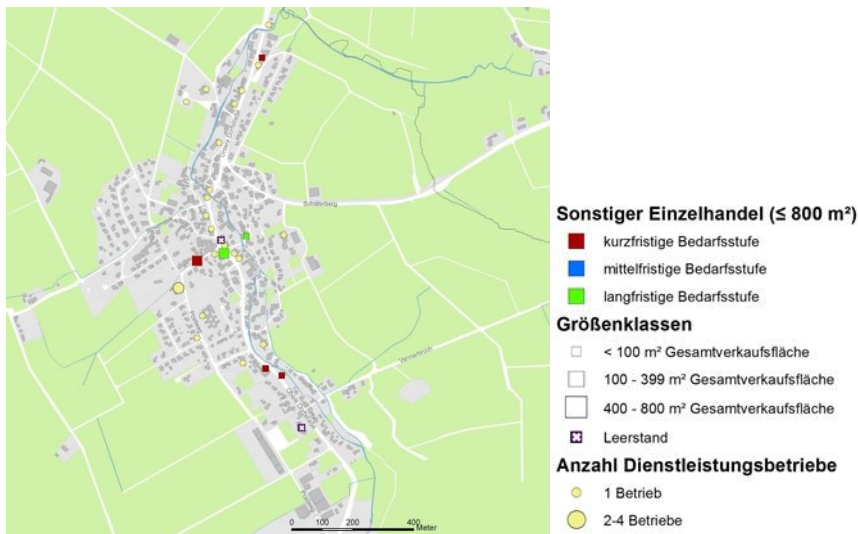 Schäferberg
Vennerbruch
0 100 200 400
Meter
Sonstiger Einzelhandel (≤ 800 m²)
kurzfristige Bedarfsstufe
mittelfristige Bedarfsstufe
langfristige Bedarfsstufe
Größenklassen
< 100 m² Gesamtverkaufsfläche
100 - 399 m² Gesamtverkaufsfläche
400 - 800 m² Gesamtverkaufsfläche
Leerstand
Anzahl Dienstleistungsbetriebe
1 Betrieb
2-4 Betriebe